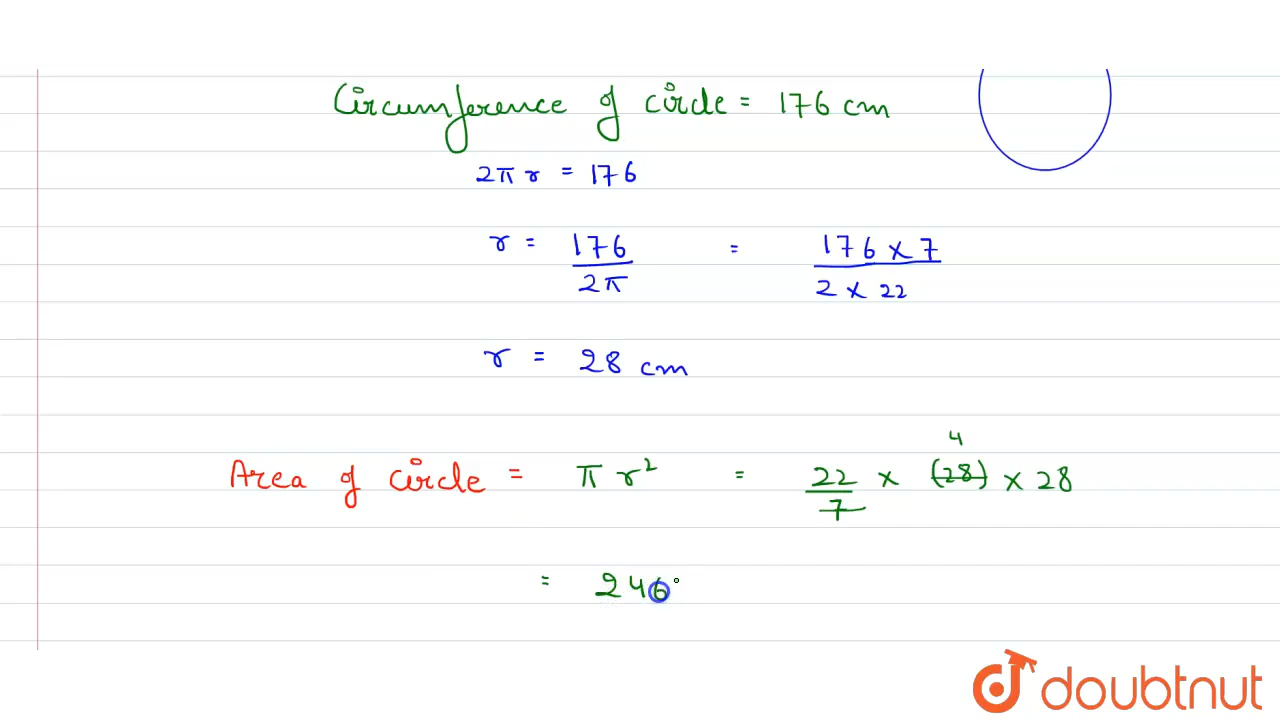 Circumference of circle = 176 cm
2π r = 176
r = 176/2π = 176 × 7/2 × 22
r = 28 cm
4
Area of circle = π r² = 22/7 × (28) × 28
= 246
doubtnut